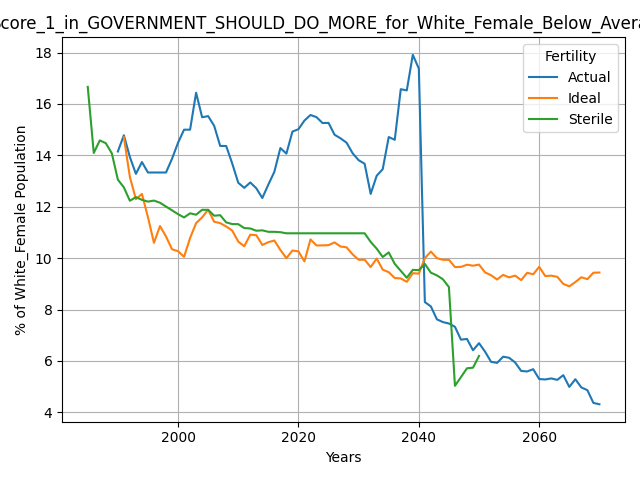 core_1_in_GOVERNMENT_SHOULD_DO_MORE_for_White_Female_Below_Avera
18
16
14
12
10
8
6
4
% of White_Female Population
2000
2020
2040
2060
Years
Fertility
Actual
Ideal
Sterile